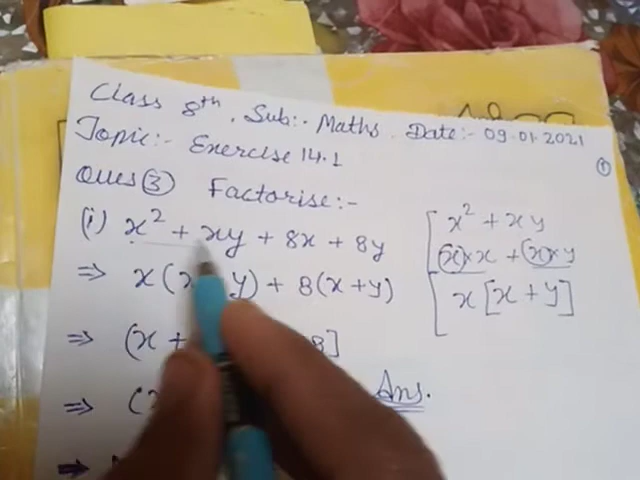 Class 8th. Sub:- Maths. Date:- 09.01.2021
Topic:- Exercise 14.1
①
Ques ③ Factorise:-
(i) x² + xy + 8x + 8y
⇒ x(x y) + 8(x+y)
⇒ (x + 8]
⇒ (
Ans.
x² + xy
(x)×x + (x)×y
x[x + y]